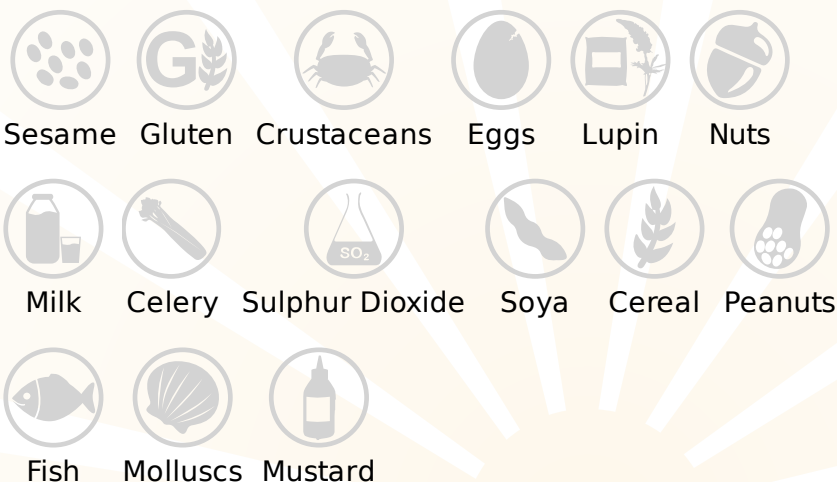 Sesame Gluten Crustaceans Eggs Lupin Nuts
Milk Celery SO₂ Sulphur Dioxide Soya Cereal Peanuts
Fish Molluscs Mustard